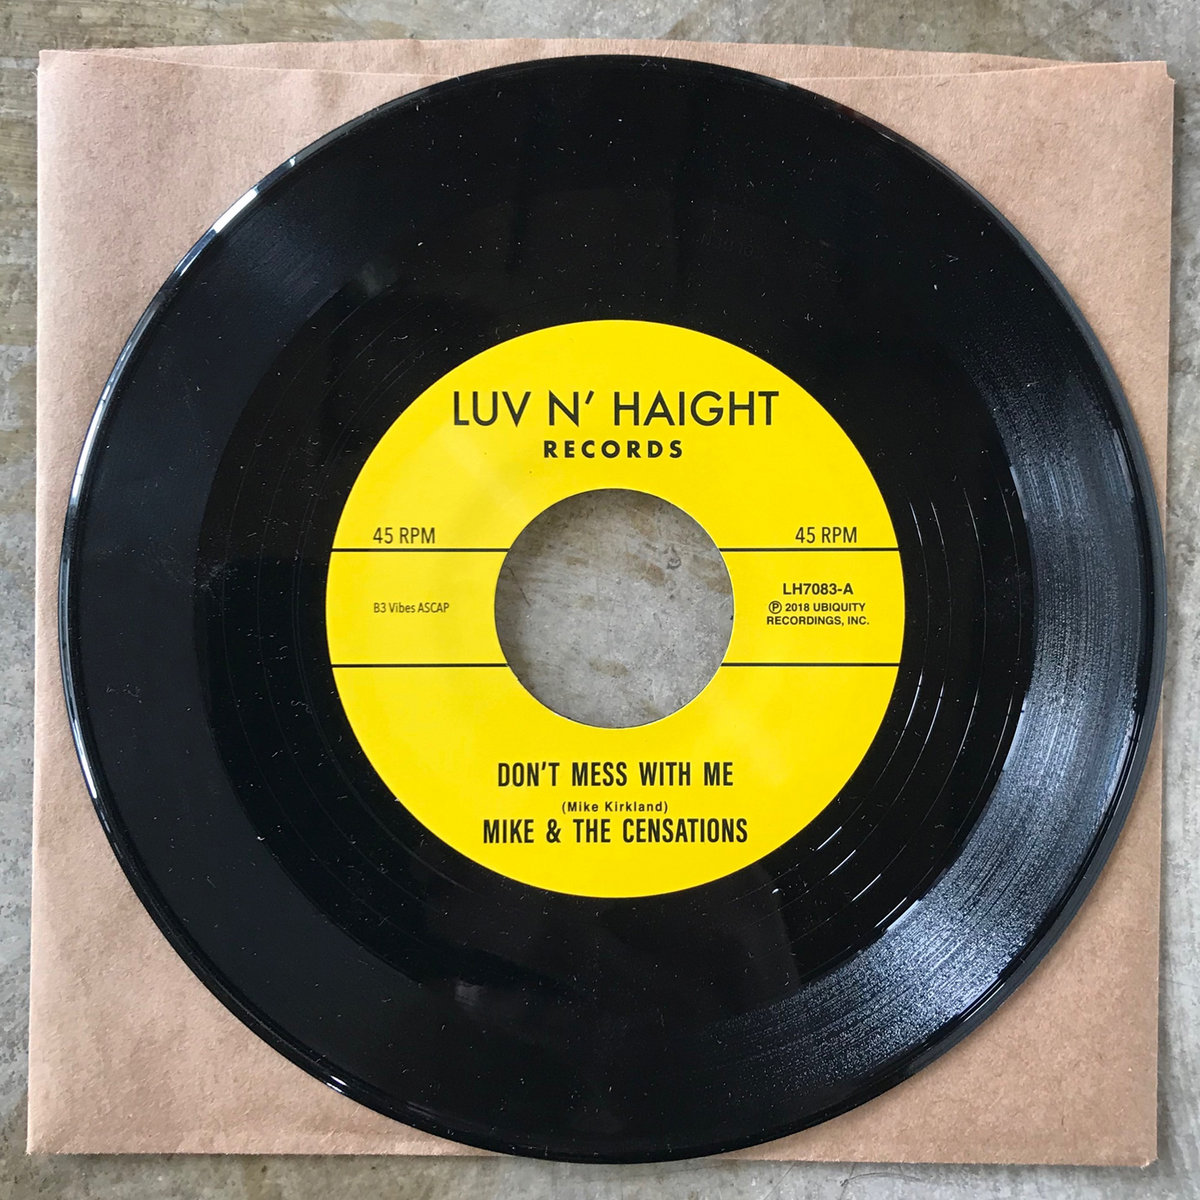 LUV N' HAIGHT
RECORDS
45 RPM
45 RPM
B3 Vibes ASCAP
LH7083-A
Ⓟ 2018 UBIQUITY
RECORDINGS, INC.
DON'T MESS WITH ME
(Mike Kirkland)
MIKE & THE CENSATIONS